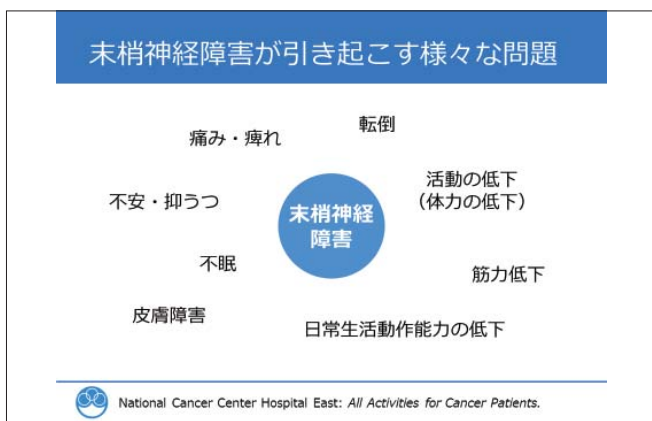 末梢神経障害が引き起こす様々な問題
転倒
痛み・痺れ
活動の低下
(体力の低下)
不安・抑うつ
末梢神経
障害
不眠
筋力低下
皮膚障害
日常生活動作能力の低下
National Cancer Center Hospital East: All Activities for Cancer Patients.